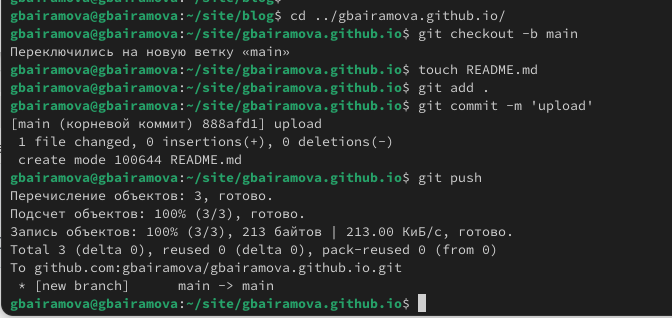 gbairamova@gbairamova:~/site/blog$ cd ../gbairamova.github.io/
gbairamova@gbairamova:~/site/gbairamova.github.io$ git checkout -b main
Переключились на новую ветку «main»
gbairamova@gbairamova:~/site/gbairamova.github.io$ touch README.md
gbairamova@gbairamova:~/site/gbairamova.github.io$ git add .
gbairamova@gbairamova:~/site/gbairamova.github.io$ git commit -m 'upload'
[main (корневой коммит) 888afd1] upload
 1 file changed, 0 insertions(+), 0 deletions(-)
 create mode 100644 README.md
gbairamova@gbairamova:~/site/gbairamova.github.io$ git push
Перечисление объектов: 3, готово.
Подсчет объектов: 100% (3/3), готово.
Запись объектов: 100% (3/3), 213 байтов | 213.00 КиБ/с, готово.
Total 3 (delta 0), reused 0 (delta 0), pack-reused 0 (from 0)
To github.com:gbairamova/gbairamova.github.io.git
 * [new branch]      main -> main
gbairamova@gbairamova:~/site/gbairamova.github.io$